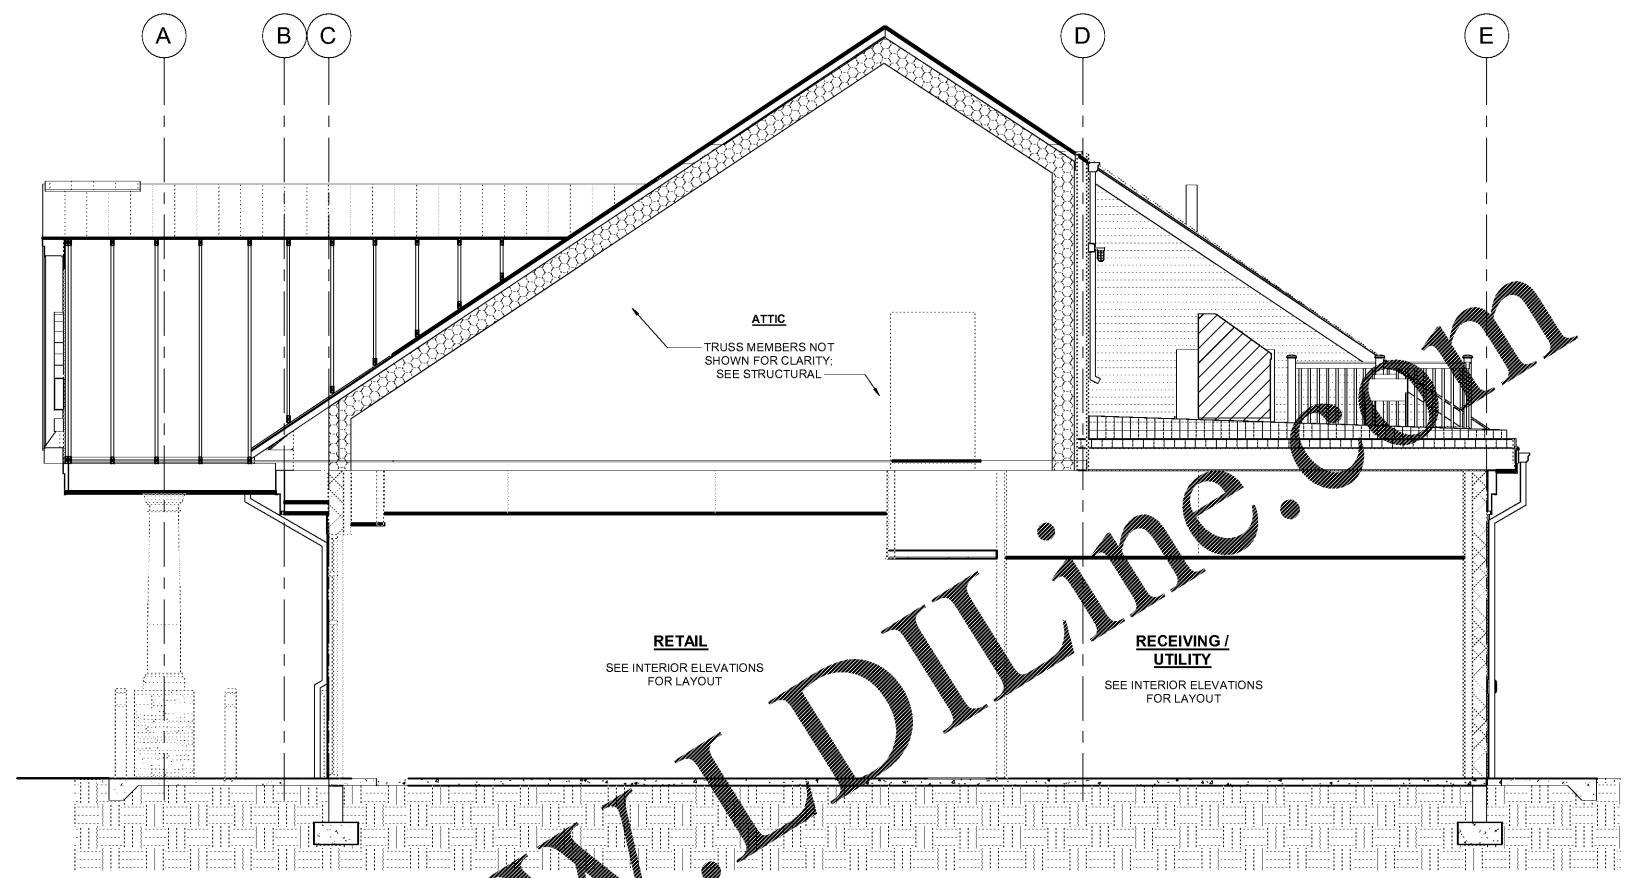 A
B
C
D
E
ATTIC
TRUSS MEMBERS NOT
SHOWN FOR CLARITY;
SEE STRUCTURAL
RETAIL
SEE INTERIOR ELEVATIONS
FOR LAYOUT
RECEIVING /
UTILITY
SEE INTERIOR ELEVATIONS
FOR LAYOUT
W.LDILine.com